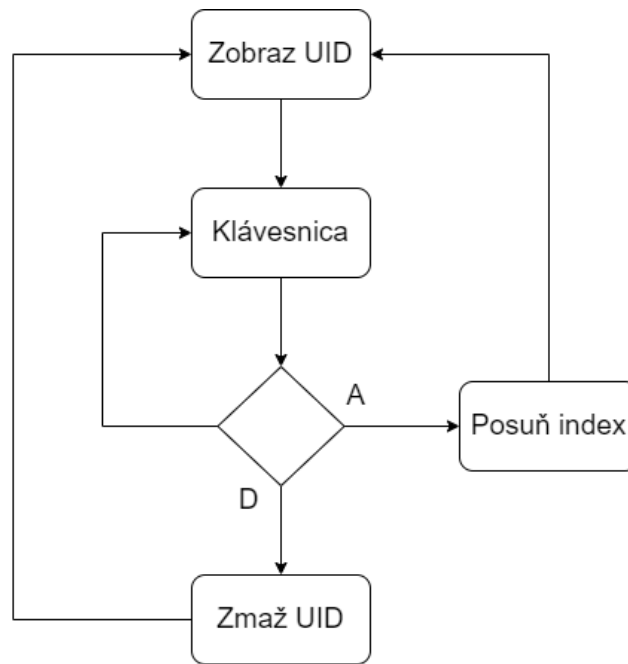 Zobraz UID
Klávesnica
A
Posuň index
D
Zmaž UID